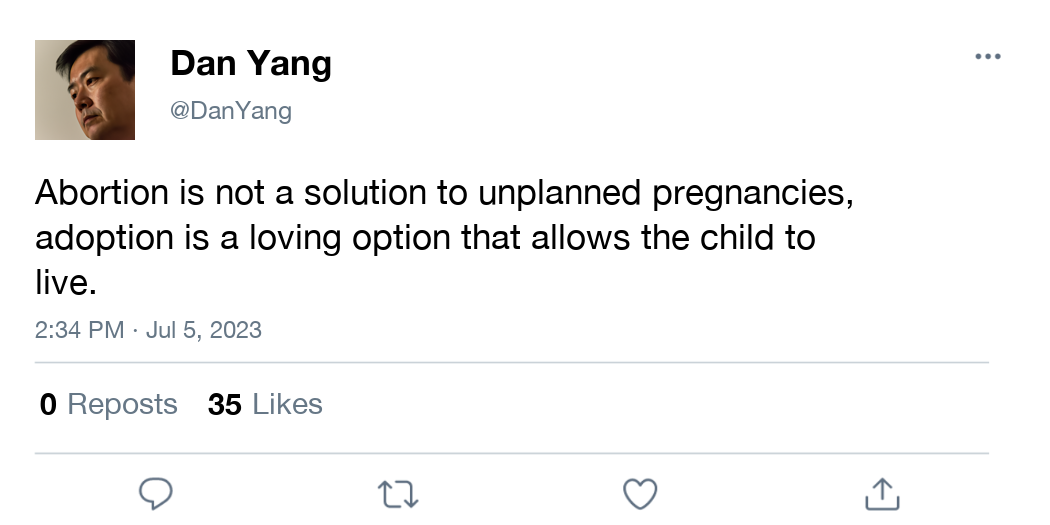 Dan Yang
@DanYang
Abortion is not a solution to unplanned pregnancies,
adoption is a loving option that allows the child to
live.
2:34 PM · Jul 5, 2023
0 Reposts 35 Likes